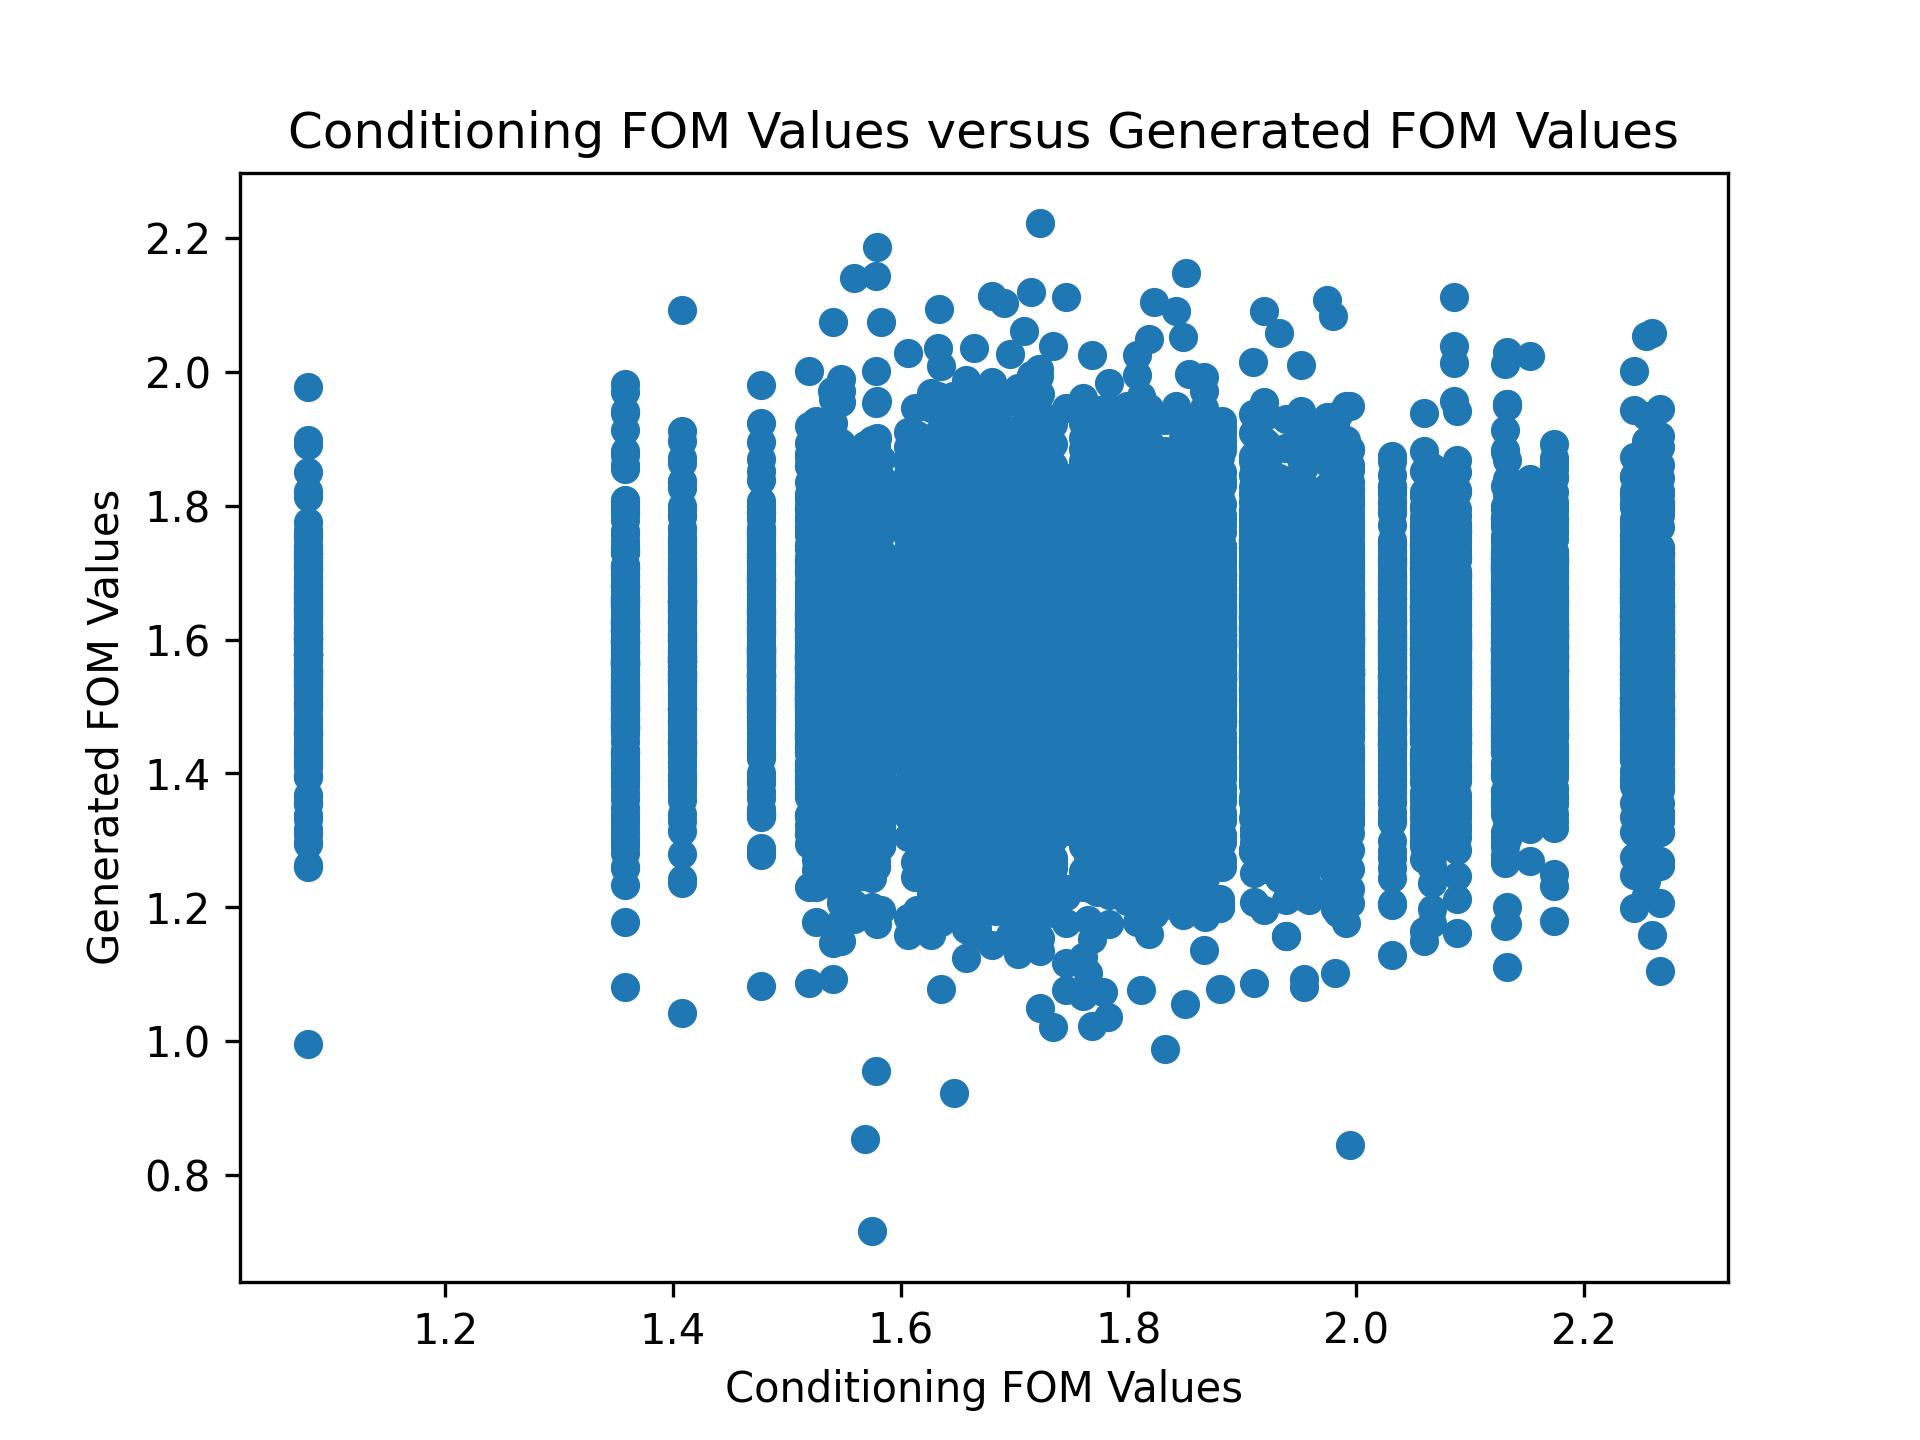 Conditioning FOM Values versus Generated FOM Values
2.2
2.0
1.8
1.6
1.4
1.2
1.0
0.8
Generated FOM Values
1.2 1.4 1.6 1.8 2.0 2.2
Conditioning FOM Values